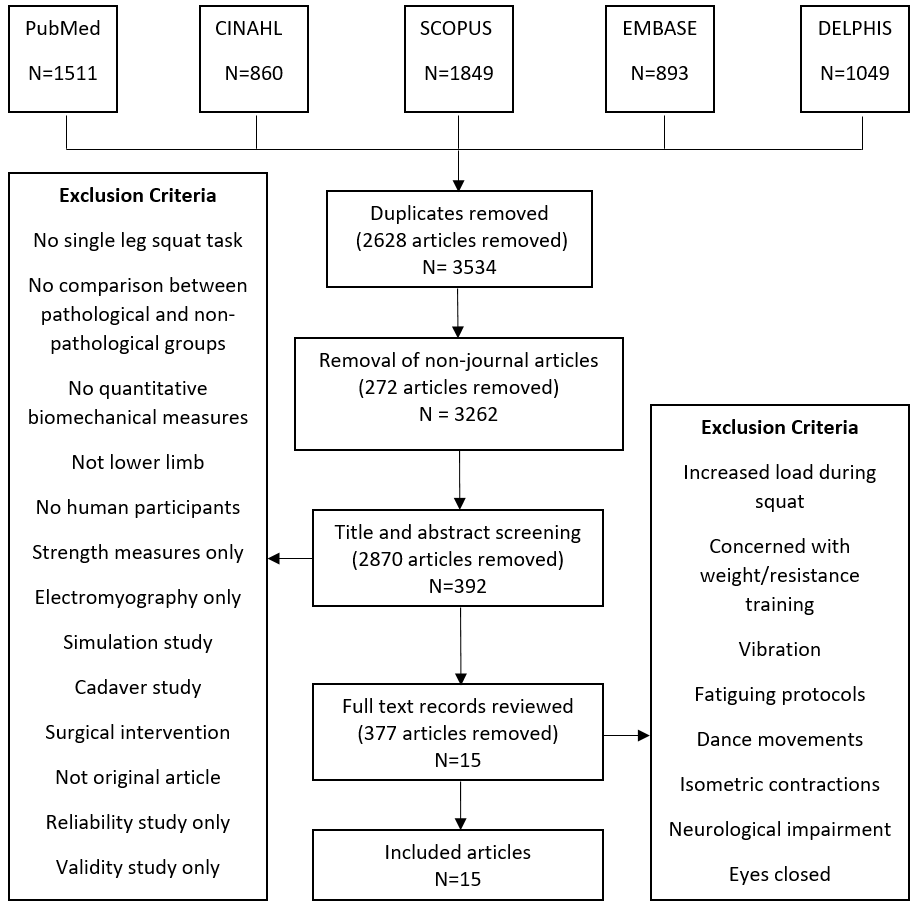 PubMed
N=1511
CINAHL
N=860
SCOPUS
N=1849
EMBASE
N=893
DELPHIS
N=1049
Duplicates removed
(2628 articles removed)
N= 3534
Removal of non-journal articles
(272 articles removed)
N = 3262
Title and abstract screening
(2870 articles removed)
N=392
Exclusion Criteria
No single leg squat task
No comparison between
pathological and non-
pathological groups
No quantitative
biomechanical measures
Not lower limb
No human participants
Strength measures only
Electromyography only
Simulation study
Cadaver study
Surgical intervention
Not original article
Reliability study only
Validity study only
Full text records reviewed
(377 articles removed)
N=15
Exclusion Criteria
Increased load during
squat
Concerned with
weight/resistance
training
Vibration
Fatiguing protocols
Dance movements
Isometric contractions
Neurological impairment
Eyes closed
Included articles
N=15